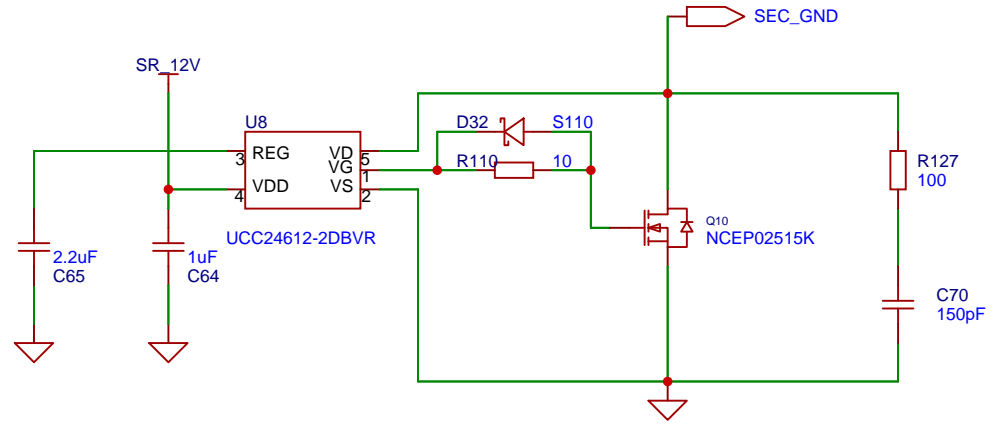 SEC_GND
SR_12V
U8
D32
S110
REG
VD
3
5
R110
10
VG
1
VDD
VS
4
2
R127
100
Q10
NCEP02515K
UCC24612-2DBVR
2.2uF
C65
1uF
C64
C70
150pF